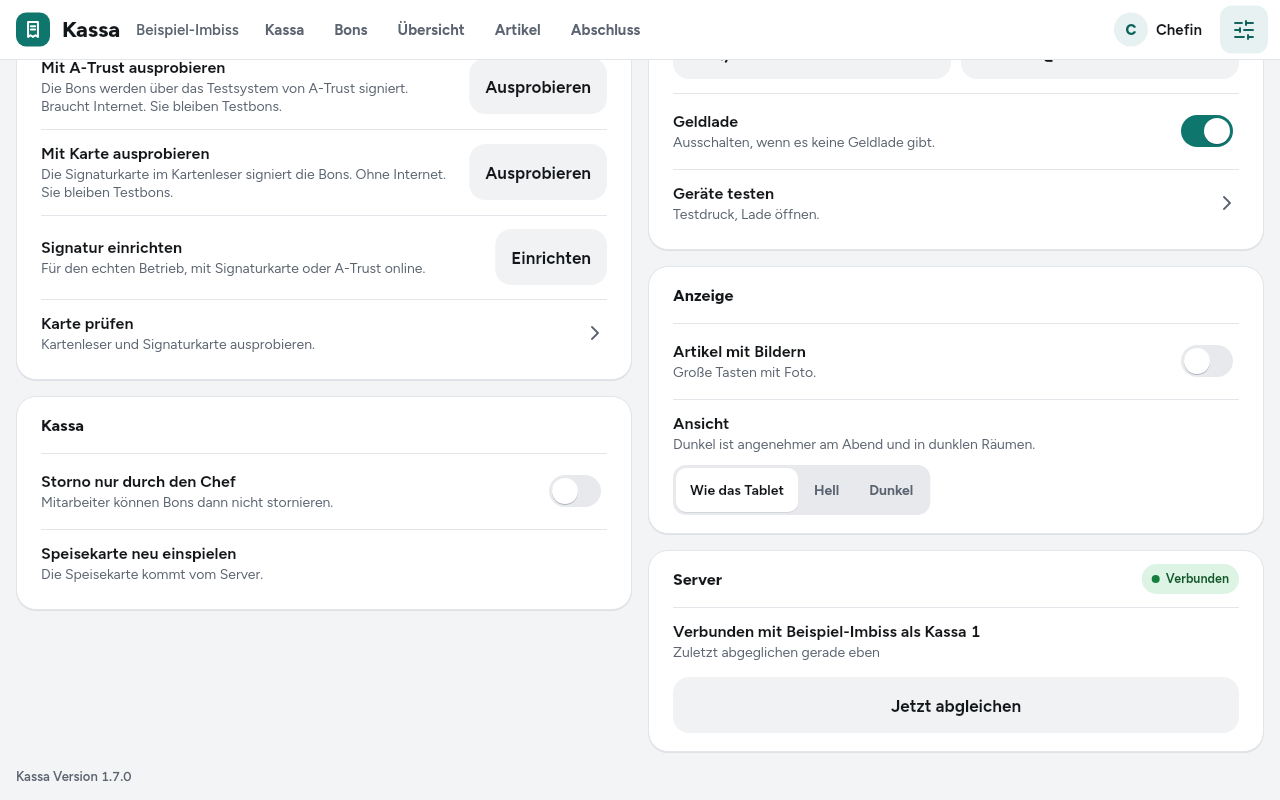 Kassa Beispiel-Imbiss Kassa Bons Übersicht Artikel Abschluss C Chefin
Mit A-Trust ausprobieren
Die Bons werden über das Testsystem von A-Trust signiert.
Braucht Internet. Sie bleiben Testbons.
Ausprobieren
Mit Karte ausprobieren
Die Signaturkarte im Kartenleser signiert die Bons. Ohne Internet.
Sie bleiben Testbons.
Ausprobieren
Signatur einrichten
Für den echten Betrieb, mit Signaturkarte oder A-Trust online.
Einrichten
Karte prüfen
Kartenleser und Signaturkarte ausprobieren.
Kassa
Storno nur durch den Chef
Mitarbeiter können Bons dann nicht stornieren.
Speisekarte neu einspielen
Die Speisekarte kommt vom Server.
Geldlade
Ausschalten, wenn es keine Geldlade gibt.
Geräte testen
Testdruck, Lade öffnen.
Anzeige
Artikel mit Bildern
Große Tasten mit Foto.
Ansicht
Dunkel ist angenehmer am Abend und in dunklen Räumen.
Wie das Tablet Hell Dunkel
Server Verbunden
Verbunden mit Beispiel-Imbiss als Kassa 1
Zuletzt abgeglichen gerade eben
Jetzt abgleichen
Kassa Version 1.7.0